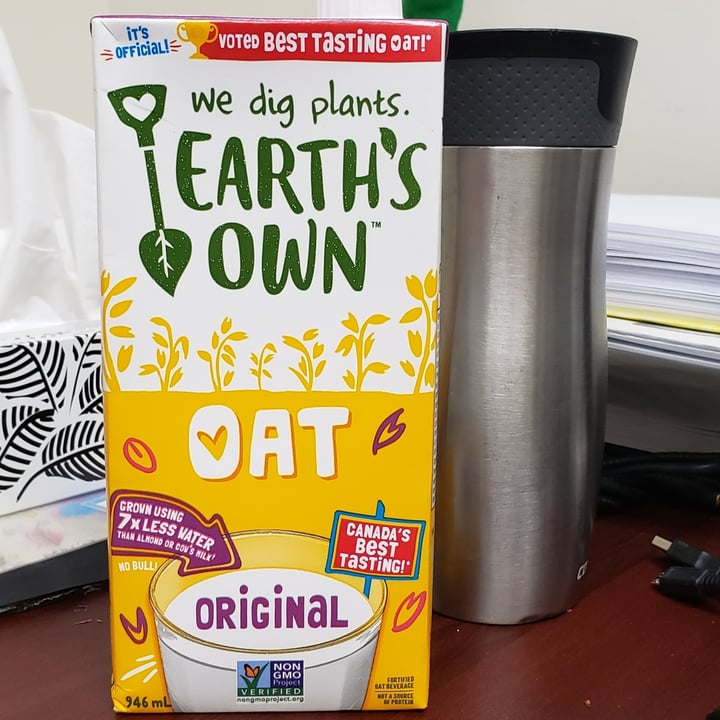 it's
OFFICIAL!
VOTED BEST TASTING OAT!*
we dig plants.
EARTH'S
OWN™
OAT
GROWN USING
7x LESS WATER
THAN ALMOND OR COW'S MILK†
NO BULL!
CANADA'S
BEST
TASTING!*
ORIGINAL
NON
GMO
Project
VERIFIED
nongmoproject.org
946 mL
FORTIFIED
OAT BEVERAGE
NOT A SOURCE
OF PROTEIN